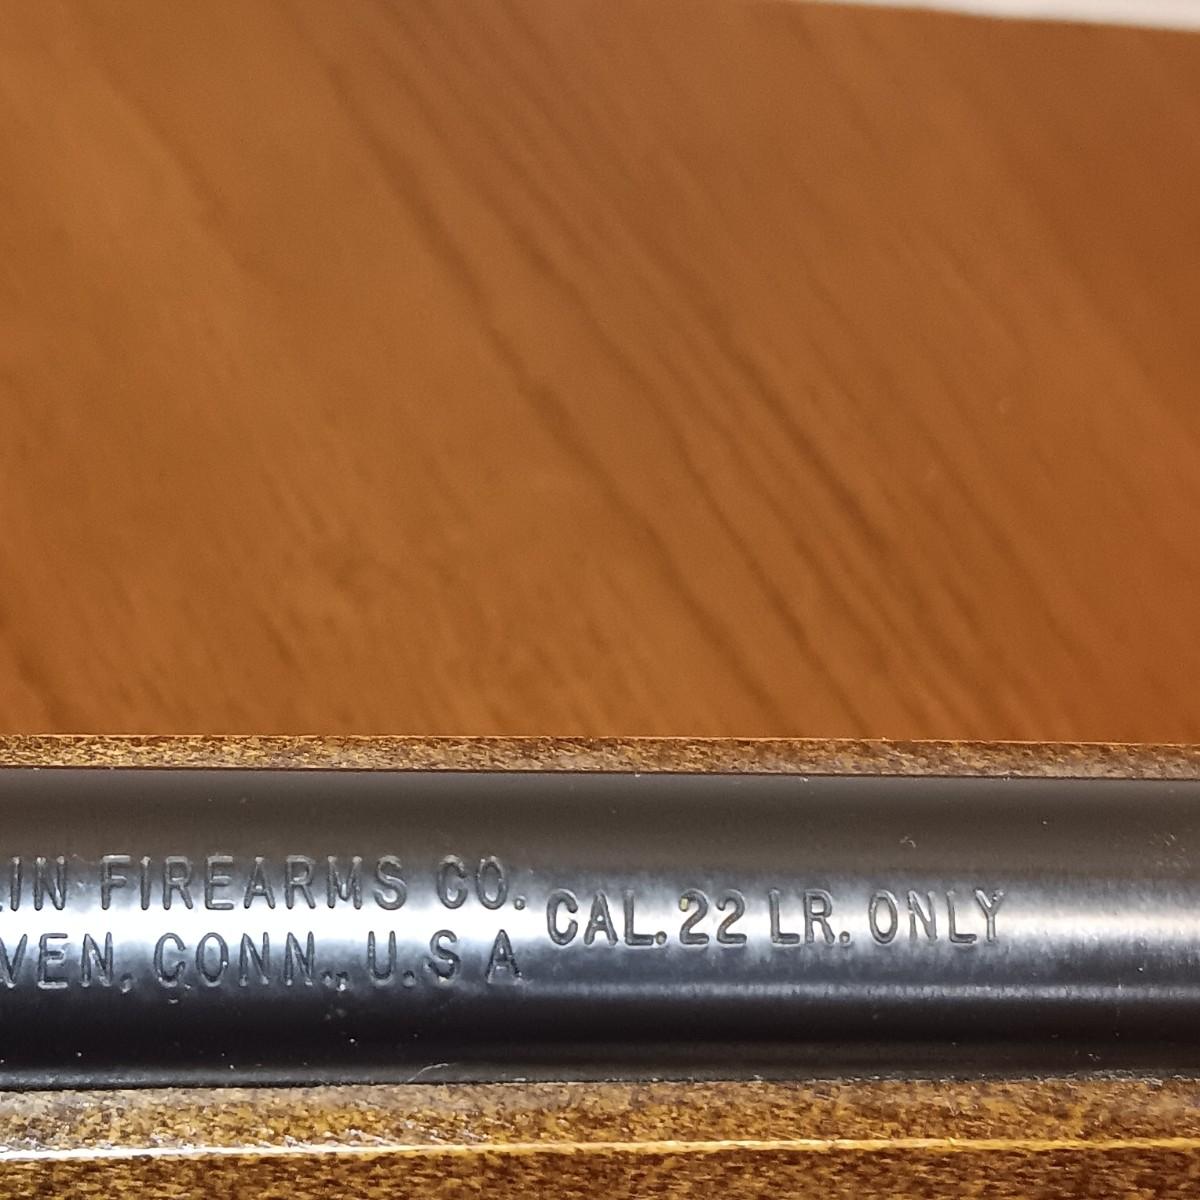 LIN FIREARMS CO.
VEN, CONN., U.S A
CAL.22 LR. ONLY